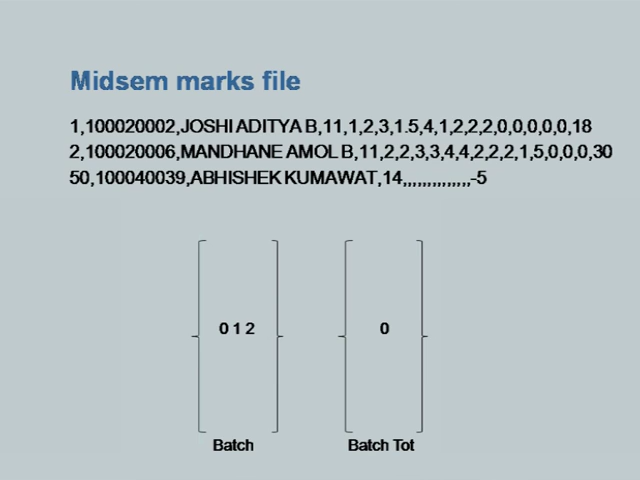 Midsem marks file
1,100020002,JOSHI ADITYA B,11,1,2,3,1.5,4,1,2,2,2,0,0,0,0,0,18
2,100020006,MANDHANE AMOL B,11,2,2,3,3,4,4,2,2,2,1,5,0,0,0,30
50,100040039,ABHISHEK KUMAWAT,14,,,,,,,,,,,,,,,-5
0 1 2
0
Batch
Batch Tot